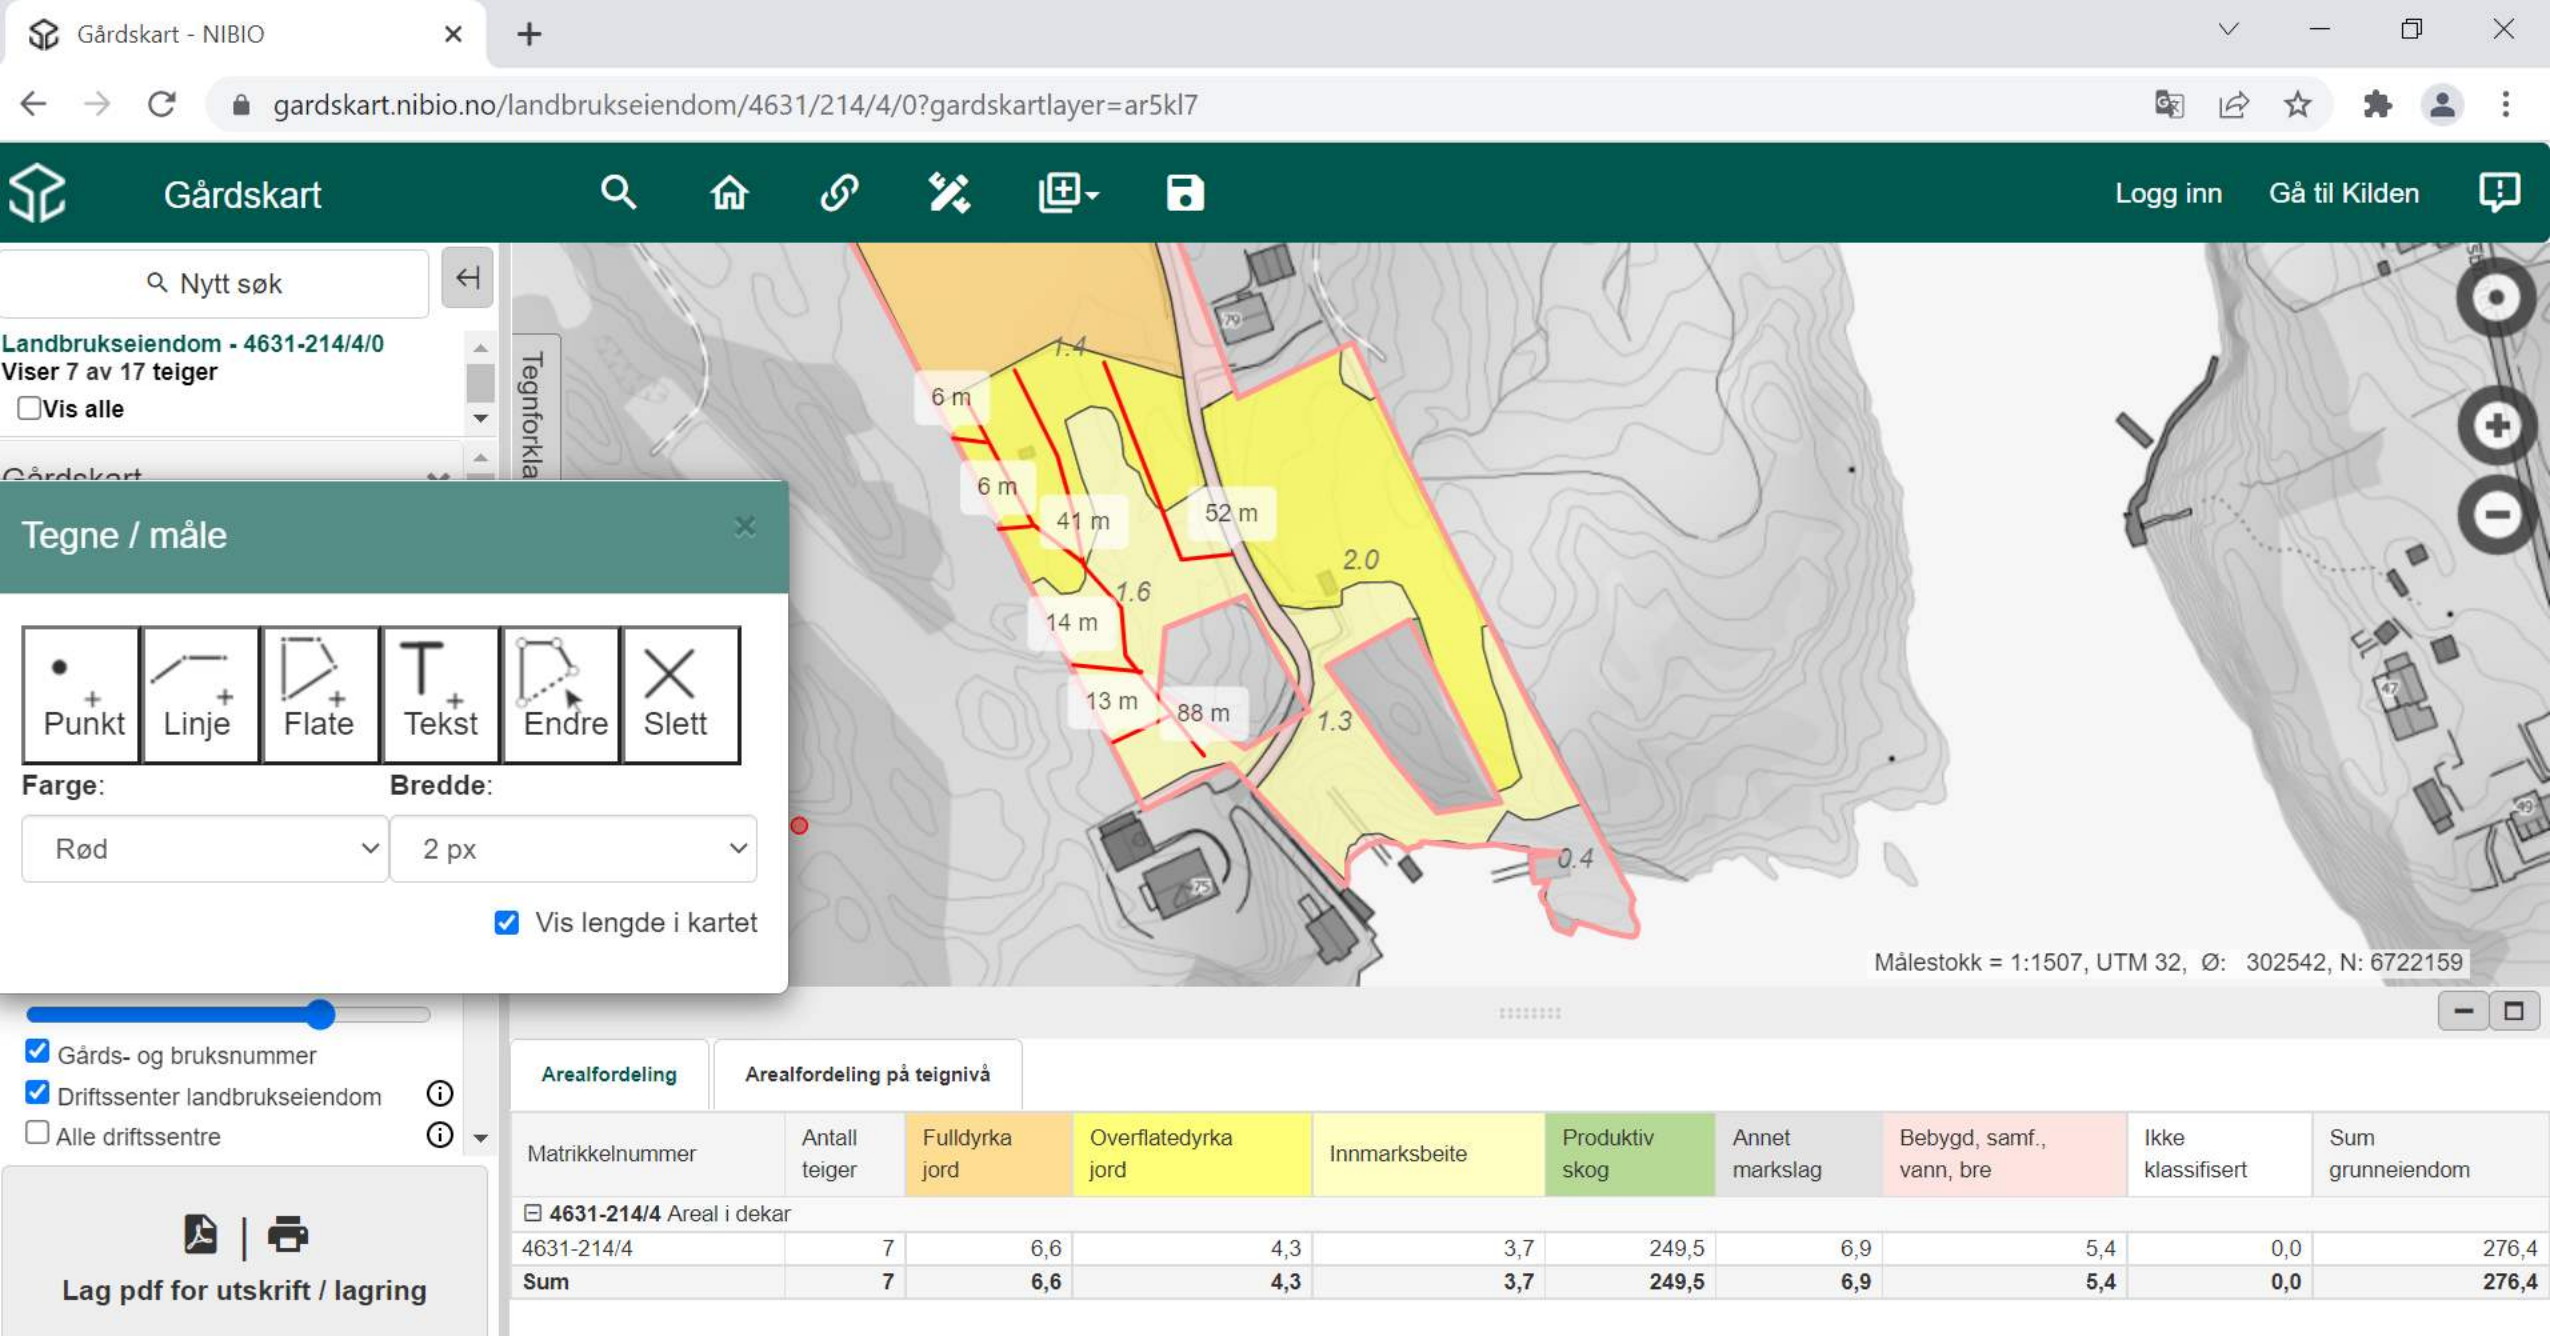 Gårdskart - NIBIO
gardskart.nibio.no/landbrukseiendom/4631/214/4/0?gardskartlayer=ar5kl7
Gårdskart
Logg inn
Gå til Kilden
Nytt søk
Landbrukseiendom - 4631-214/4/0
Viser 7 av 17 teiger
Vis alle
Gårdskart
Tegnforkla
Tegne / måle
Punkt
Linje
Flate
Tekst
Endre
Slett
Farge:
Bredde:
Rød
2 px
Vis lengde i kartet
79
1.4
6 m
6 m
41 m
52 m
2.0
1.6
14 m
13 m
88 m
1.3
0.4
75
47
49
Målestokk = 1:1507, UTM 32, Ø: 302542, N: 6722159
Gårds- og bruksnummer
Driftssenter landbrukseiendom
Alle driftssentre
Lag pdf for utskrift / lagring
Arealfordeling
Arealfordeling på teignivå
Matrikkelnummer
Antall teiger
Fulldyrka jord
Overflatedyrka jord
Innmarksbeite
Produktiv skog
Annet markslag
Bebygd, samf., vann, bre
Ikke klassifisert
Sum grunneiendom
4631-214/4 Areal i dekar
4631-214/4 7 6,6 4,3 3,7 249,5 6,9 5,4 0,0 276,4
Sum 7 6,6 4,3 3,7 249,5 6,9 5,4 0,0 276,4